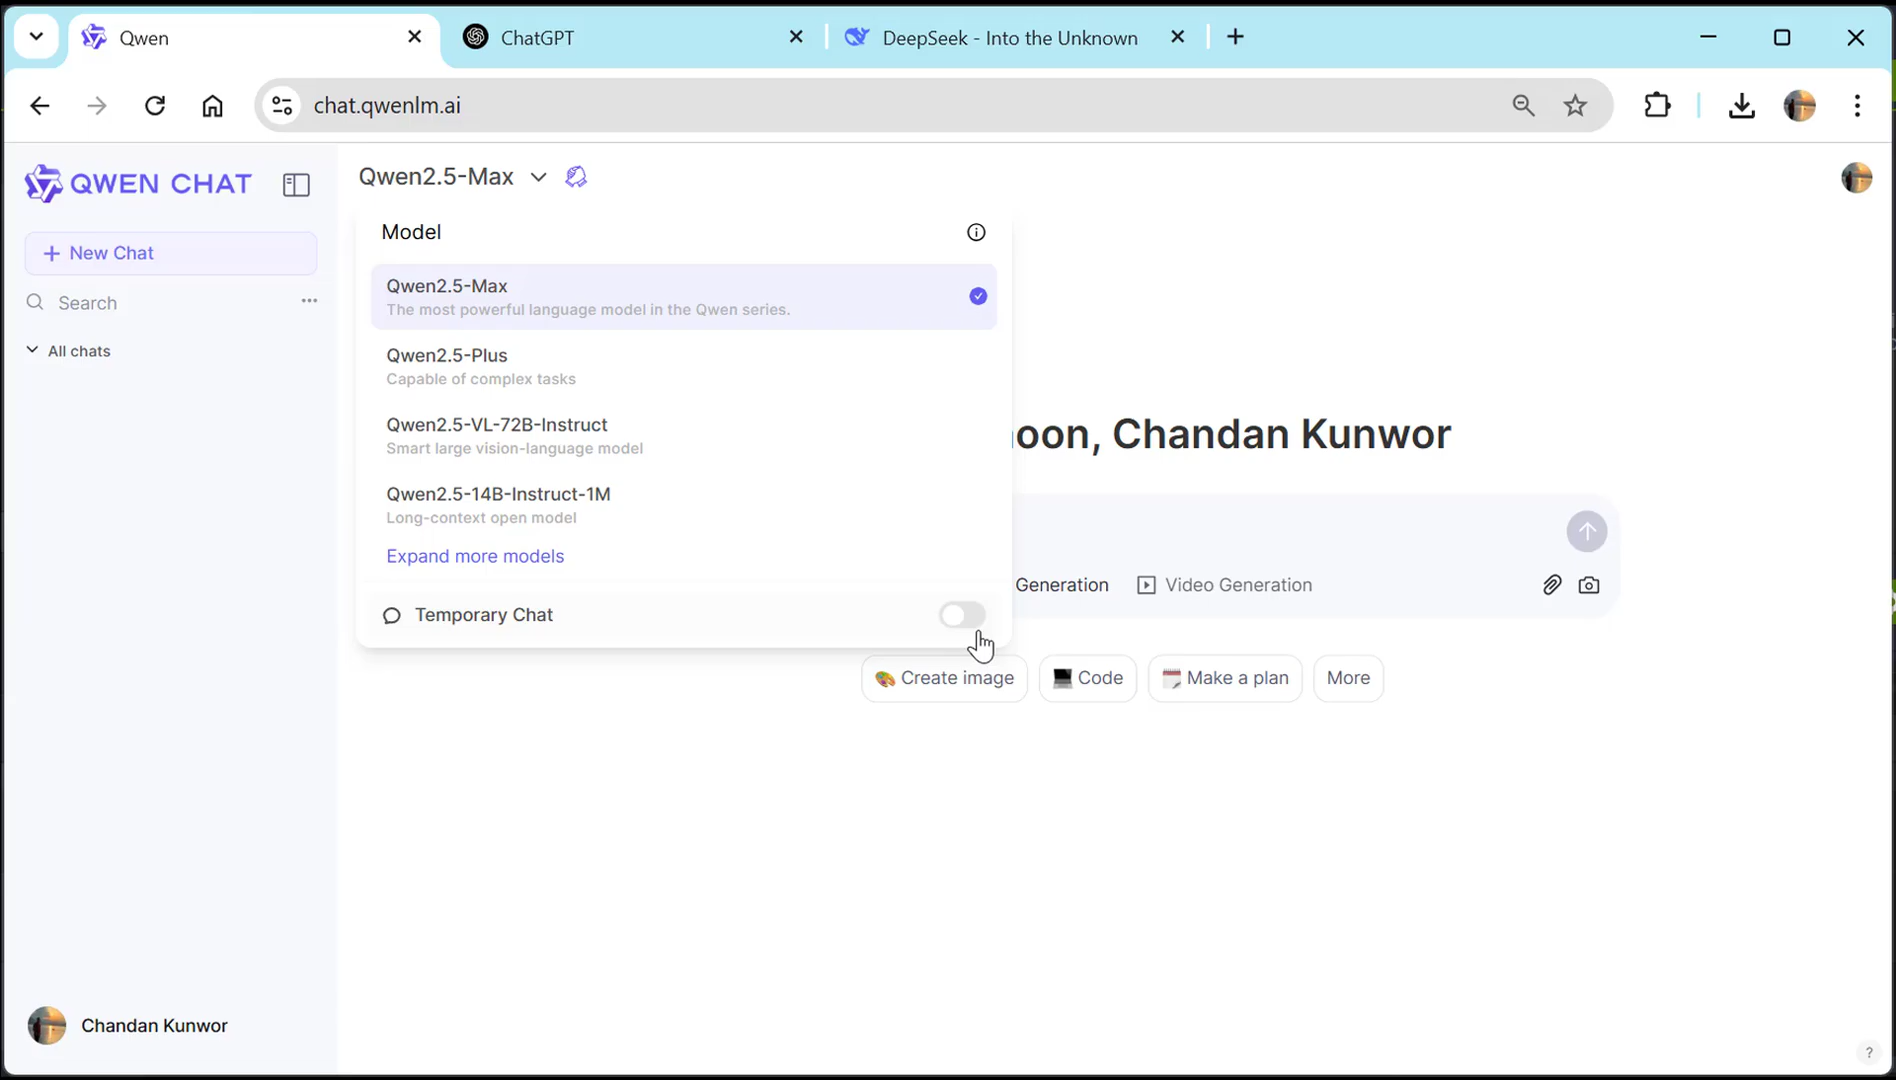 Qwen
ChatGPT
DeepSeek - Into the Unknown
chat.qwenlm.ai
QWEN CHAT
New Chat
Search
All chats
Chandan Kunwor
Qwen2.5-Max
Model
Qwen2.5-Max
The most powerful language model in the Qwen series.
Qwen2.5-Plus
Capable of complex tasks
Qwen2.5-VL-72B-Instruct
Smart large vision-language model
Qwen2.5-14B-Instruct-1M
Long-context open model
Expand more models
Temporary Chat
oon, Chandan Kunwor
Generation
Video Generation
Create image
Code
Make a plan
More
?